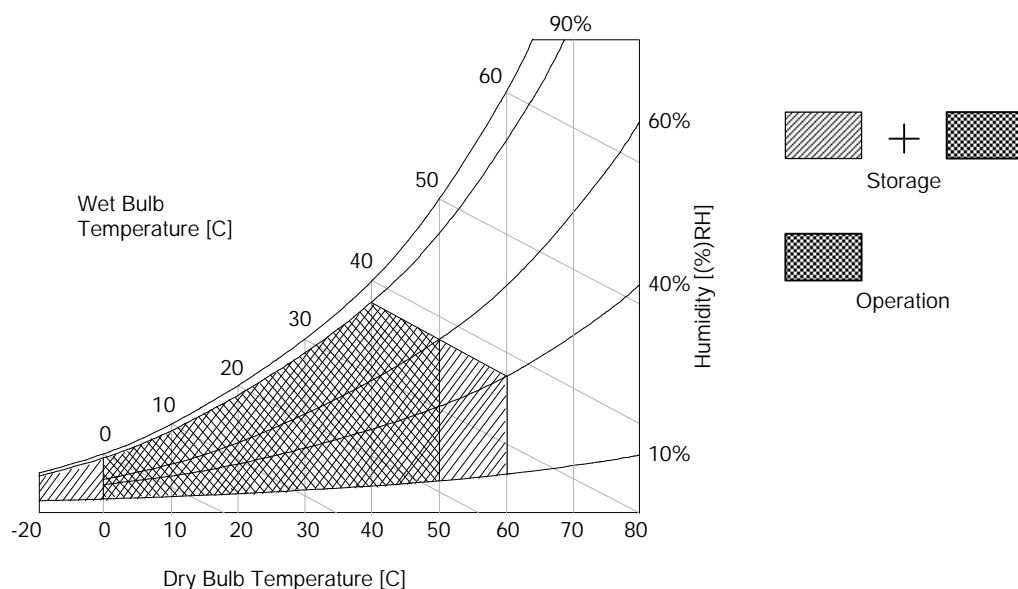 90%
60
60%
50
Wet Bulb
Temperature [C]
Storage
40
40%
Humidity [(%)RH]
Operation
30
20
10
0
10%
-20 0 10 20 30 40 50 60 70 80
Dry Bulb Temperature [C]